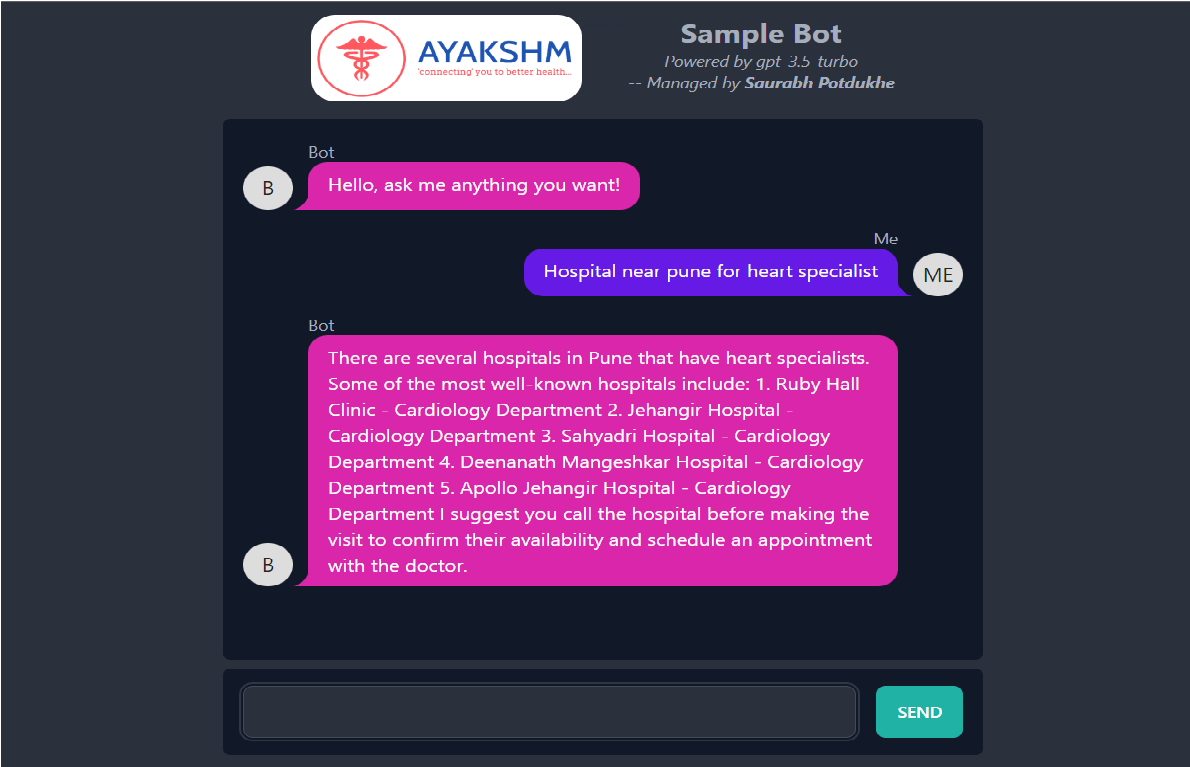 AYAKSHM
'connecting' you to better health...
Sample Bot
Powered by gpt-3.5-turbo
-- Managed by Saurabh Potdukhe
Bot
B
Hello, ask me anything you want!
Me
Hospital near pune for heart specialist
ME
Bot
There are several hospitals in Pune that have heart specialists.
Some of the most well-known hospitals include: 1. Ruby Hall
Clinic - Cardiology Department 2. Jehangir Hospital -
Cardiology Department 3. Sahyadri Hospital - Cardiology
Department 4. Deenanath Mangeshkar Hospital - Cardiology
Department 5. Apollo Jehangir Hospital - Cardiology
Department I suggest you call the hospital before making the
visit to confirm their availability and schedule an appointment
with the doctor.
B
SEND